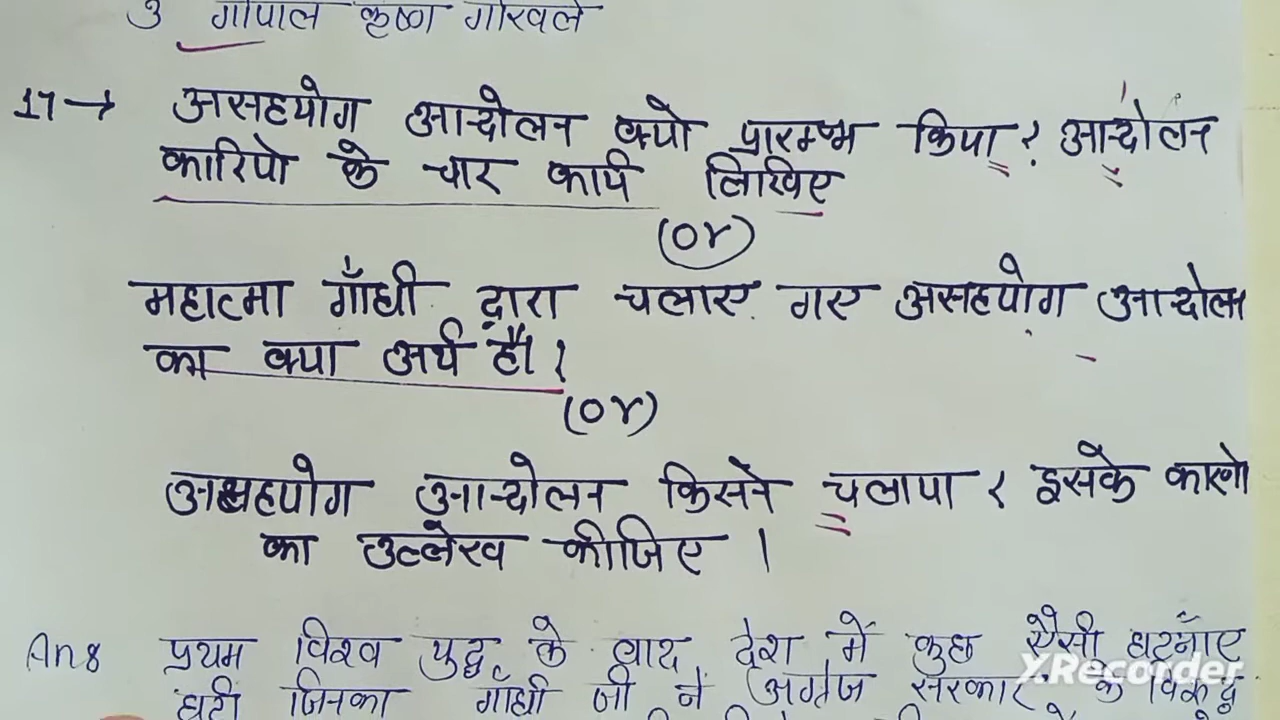 3 गोपाल कृष्ण गोखले
17→ असहयोग आन्दोलन क्यो प्रारम्भ किया? आन्दोलन
कारियो के चार कार्य लिखिए
(or)
महात्मा गाँधी द्वारा चलाए गए असहयोग आन्दोलन
का क्या अर्थ है।?
(or)
असहयोग आन्दोलन किसने चलाया? इसके कारणो
का उल्लेख कीजिए।
Ans प्रथम विश्व युद्ध के बाद देश में कुछ ऐसी घटनाँए
घटी जिनका गाँधी जी ने अंग्रेज सरकार के विरूद्ध
XRecorder